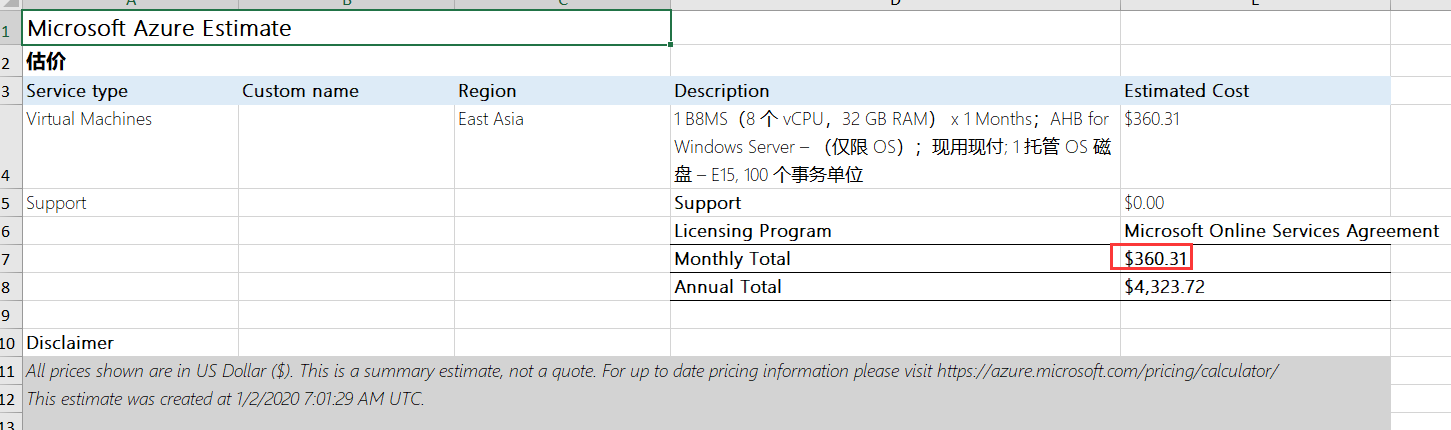 A B C D E
1 Microsoft Azure Estimate
2 估价
3 Service type Custom name Region Description Estimated Cost
Virtual Machines East Asia 1 B8MS（8 个 vCPU，32 GB RAM） x 1 Months；AHB for $360.31
Windows Server – （仅限 OS）；现用现付; 1 托管 OS 磁
4 盘 – E15, 100 个事务单位
5 Support Support $0.00
6 Licensing Program Microsoft Online Services Agreement
7 Monthly Total $360.31
8 Annual Total $4,323.72
9
10 Disclaimer
11 All prices shown are in US Dollar ($). This is a summary estimate, not a quote. For up to date pricing information please visit https://azure.microsoft.com/pricing/calculator/
12 This estimate was created at 1/2/2020 7:01:29 AM UTC.
13